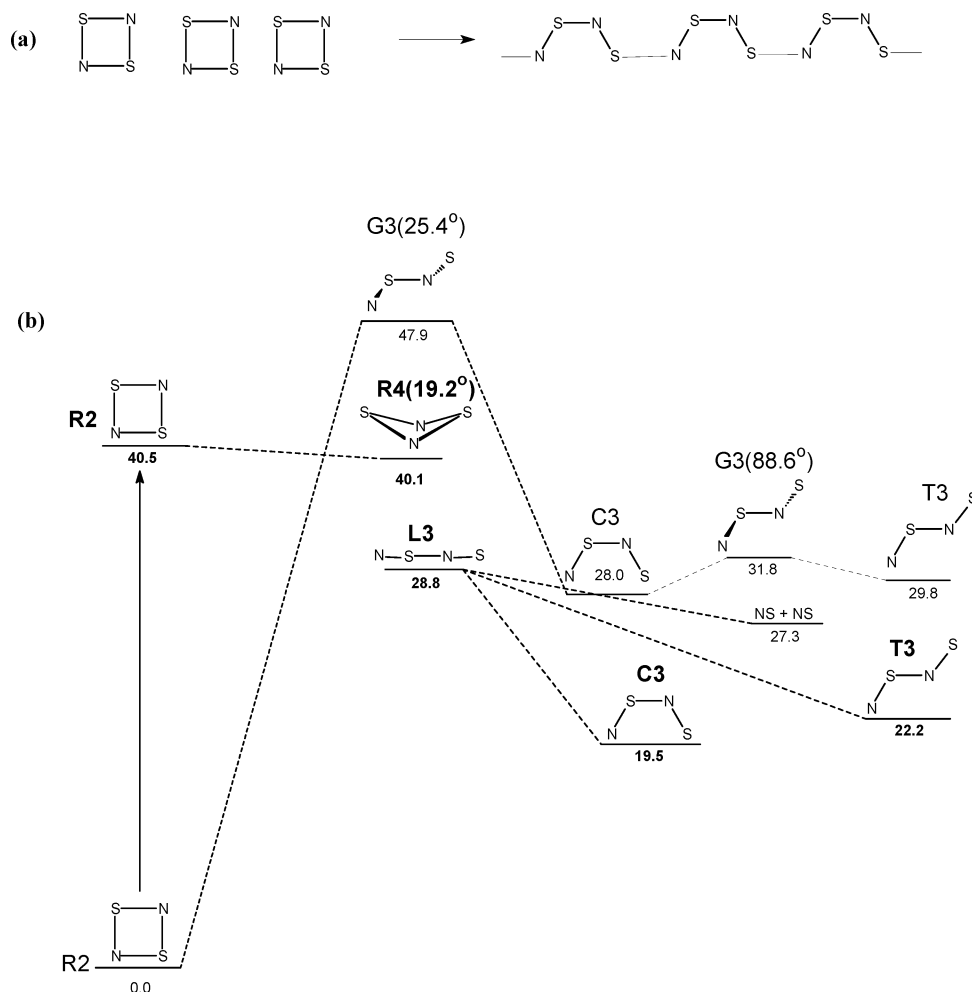 (a)
S N S N S N
N S N S N S
S N S N S N
N S N S N S
G3(25.4°)
S
S N
N
(b)
47.9
R2
S N
N S
40.5
R4(19.2°)
S N S
N
40.1
G3(88.6°)
S
S N
N
31.8
T3
S
S N
N
29.8
L3
N S N S
28.8
C3
S N
N S
28.0
NS + NS
27.3
C3
S N
N S
19.5
T3
S
S N
N
22.2
S N
N S
R2
0.0